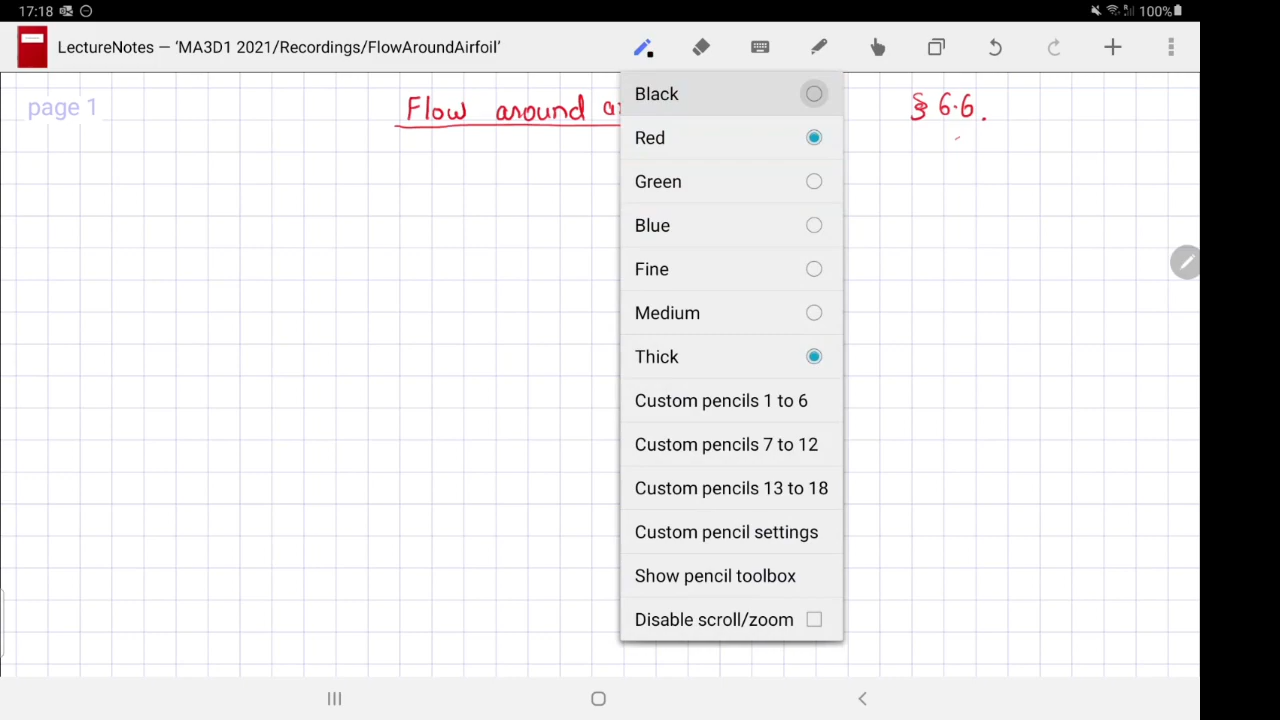 17:18 100%
LectureNotes — ‘MA3D1 2021/Recordings/FlowAroundAirfoil’
page 1
Flow around
§ 6.6.
Black
Red
Green
Blue
Fine
Medium
Thick
Custom pencils 1 to 6
Custom pencils 7 to 12
Custom pencils 13 to 18
Custom pencil settings
Show pencil toolbox
Disable scroll/zoom